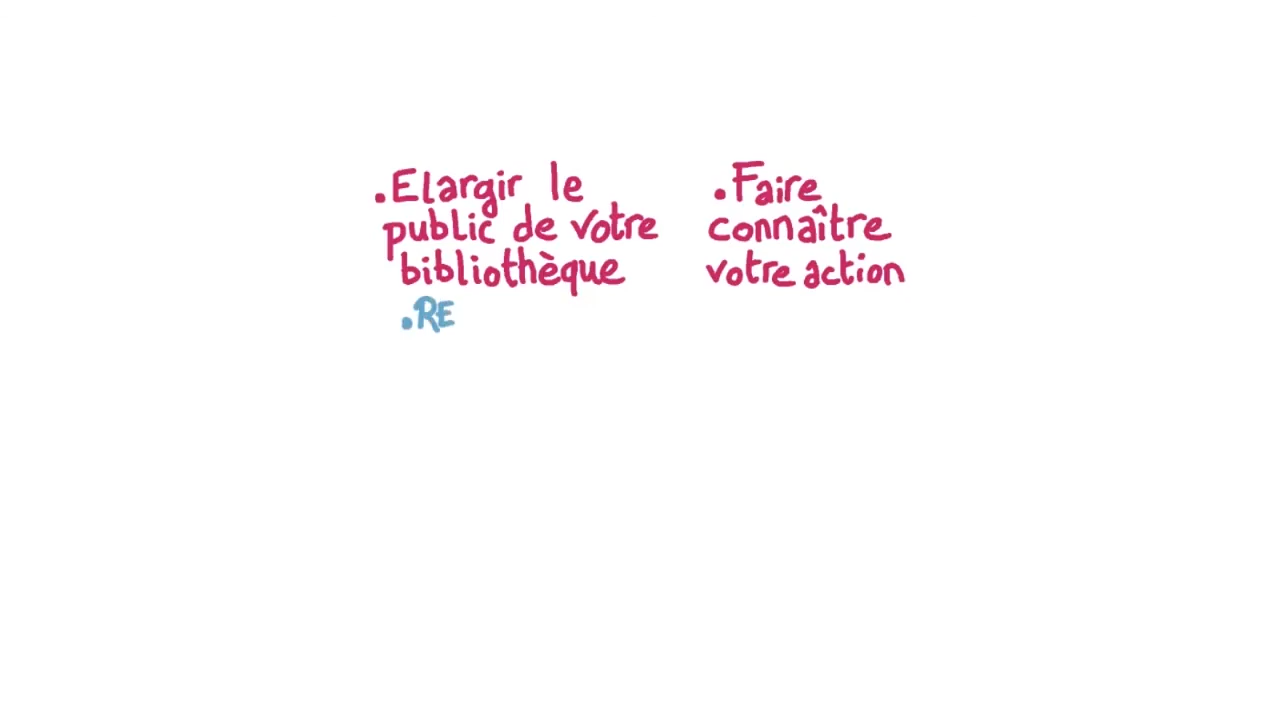 .Elargir le
public de votre
bibliothèque
.RE
.Faire
connaître
votre action